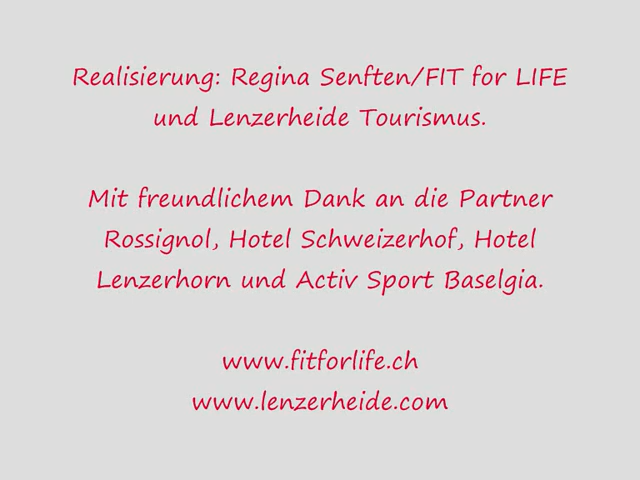 Realisierung: Regina Senften/FIT for LIFE
und Lenzerheide Tourismus.
Mit freundlichem Dank an die Partner
Rossignol, Hotel Schweizerhof, Hotel
Lenzerhorn und Activ Sport Baselgia.
www.fitforlife.ch
www.lenzerheide.com